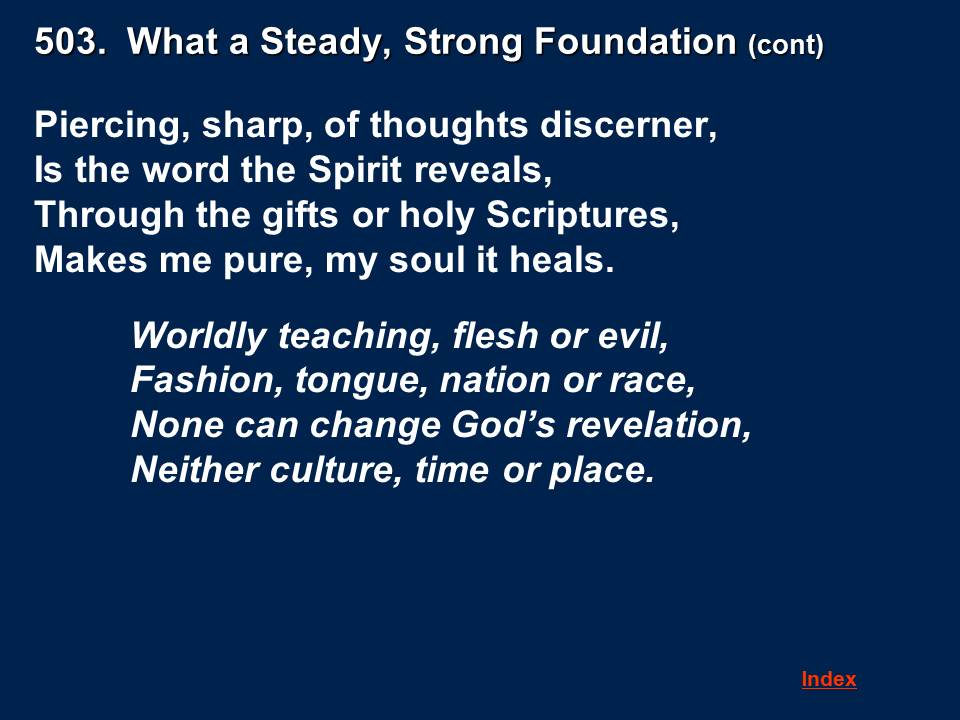 503. What a Steady, Strong Foundation (cont)
Piercing, sharp, of thoughts discerner,
Is the word the Spirit reveals,
Through the gifts or holy Scriptures,
Makes me pure, my soul it heals.
Worldly teaching, flesh or evil,
Fashion, tongue, nation or race,
None can change God’s revelation,
Neither culture, time or place.
Index